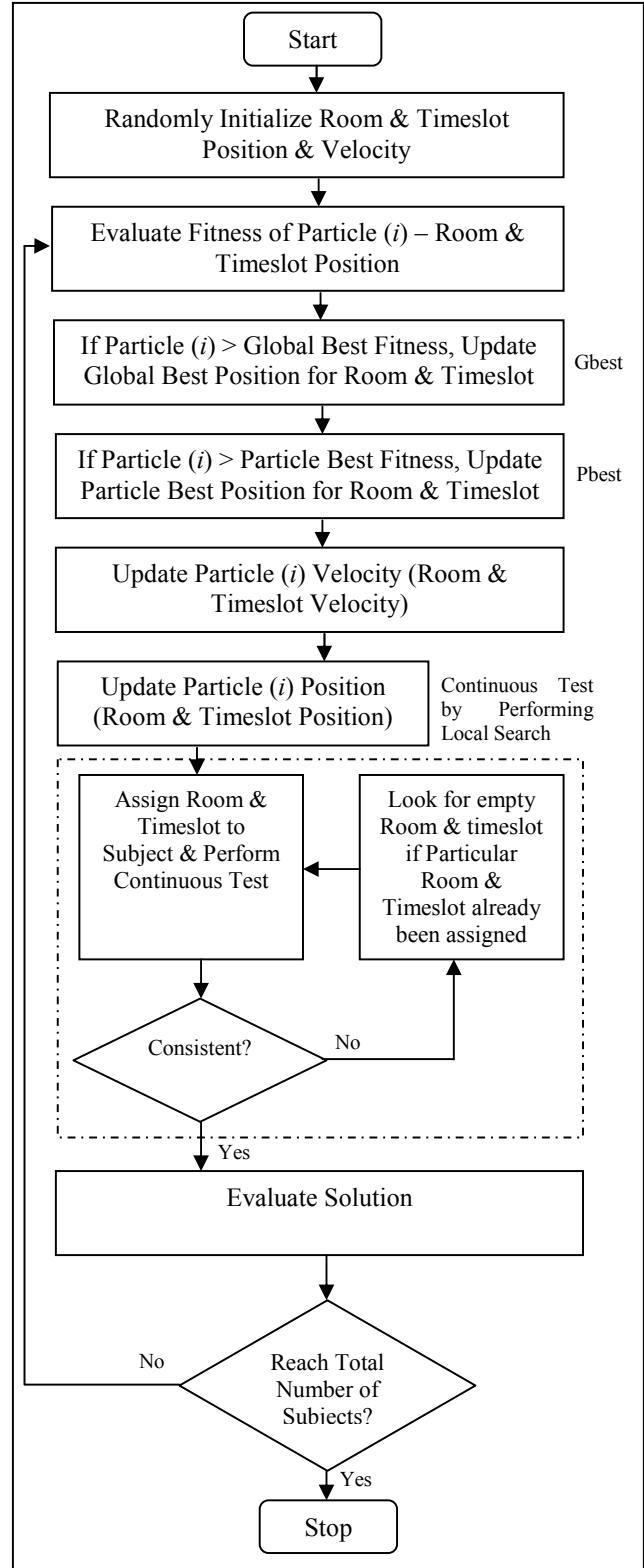 Start
Randomly Initialize Room & Timeslot
Position & Velocity
Evaluate Fitness of Particle (i) – Room &
Timeslot Position
If Particle (i) > Global Best Fitness, Update
Global Best Position for Room & Timeslot
Gbest
If Particle (i) > Particle Best Fitness, Update
Particle Best Position for Room & Timeslot
Pbest
Update Particle (i) Velocity (Room &
Timeslot Velocity)
Update Particle (i) Position
(Room & Timeslot Position)
Continuous Test
by Performing
Local Search
Assign Room &
Timeslot to
Subject & Perform
Continuous Test
Look for empty
Room & timeslot
if Particular
Room &
Timeslot already
been assigned
Consistent?
No
Yes
Evaluate Solution
No
Reach Total
Number of
Subjects?
Yes
Stop